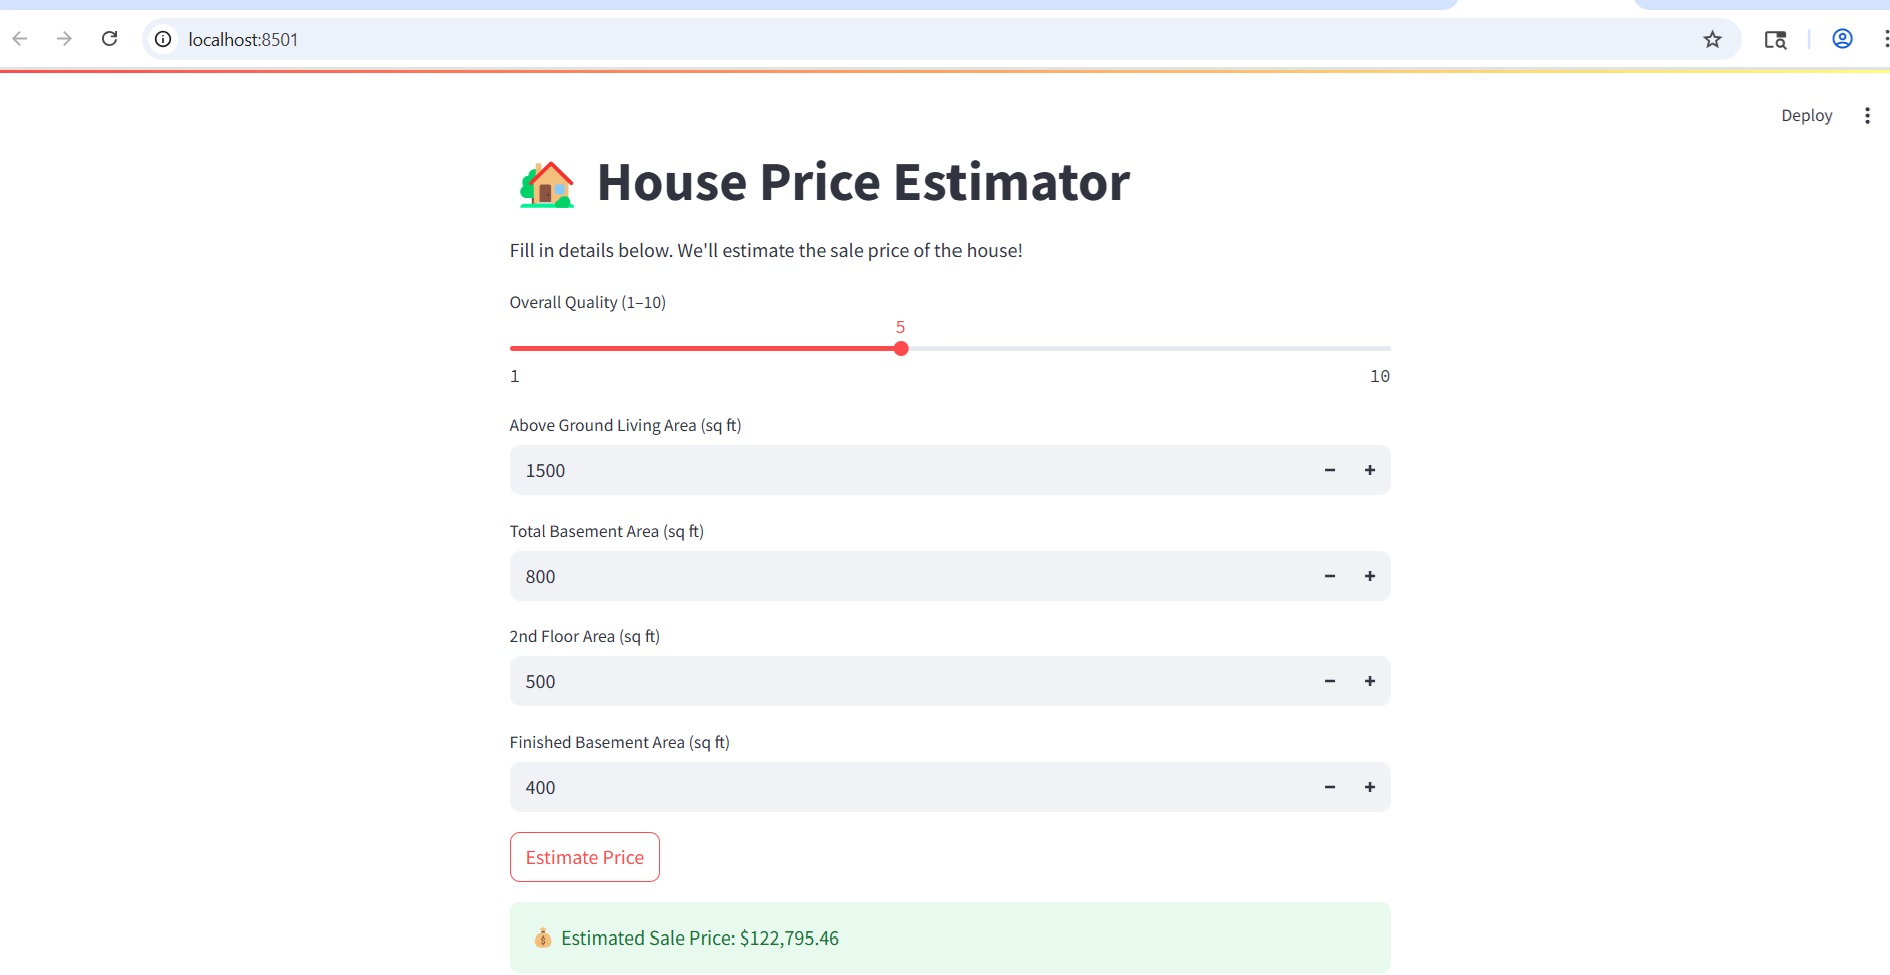 localhost:8501
Deploy
House Price Estimator
Fill in details below. We'll estimate the sale price of the house!
Overall Quality (1–10)
5
1 10
Above Ground Living Area (sq ft)
1500
Total Basement Area (sq ft)
800
2nd Floor Area (sq ft)
500
Finished Basement Area (sq ft)
400
Estimate Price
Estimated Sale Price: $122,795.46